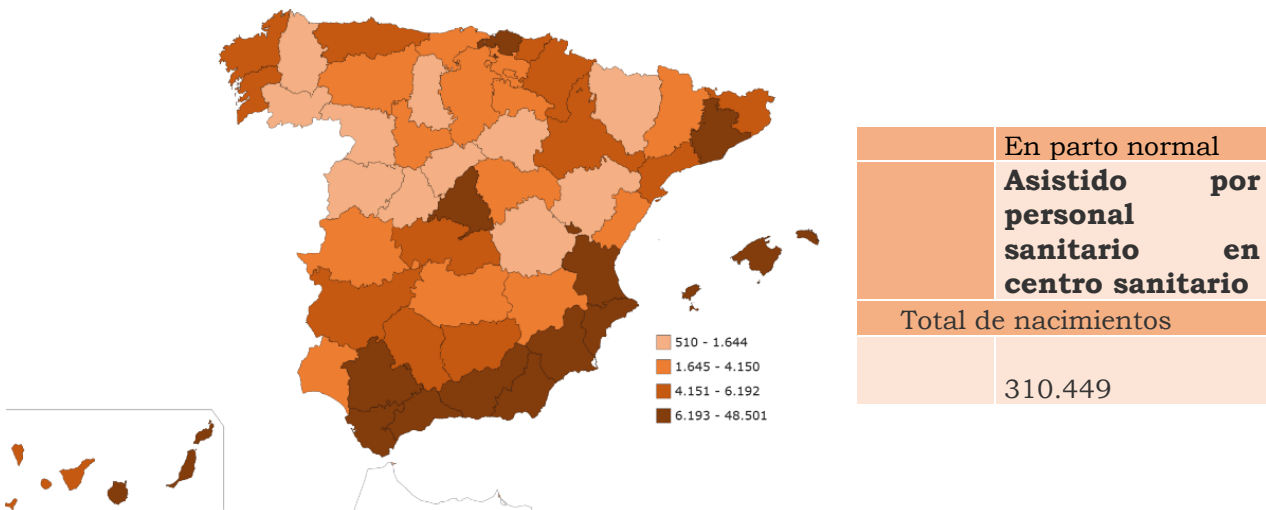 510 - 1.644
1.645 - 4.150
4.151 - 6.192
6.193 - 48.501
En parto normal
Asistido por
personal
sanitario en
centro sanitario
Total de nacimientos
310.449